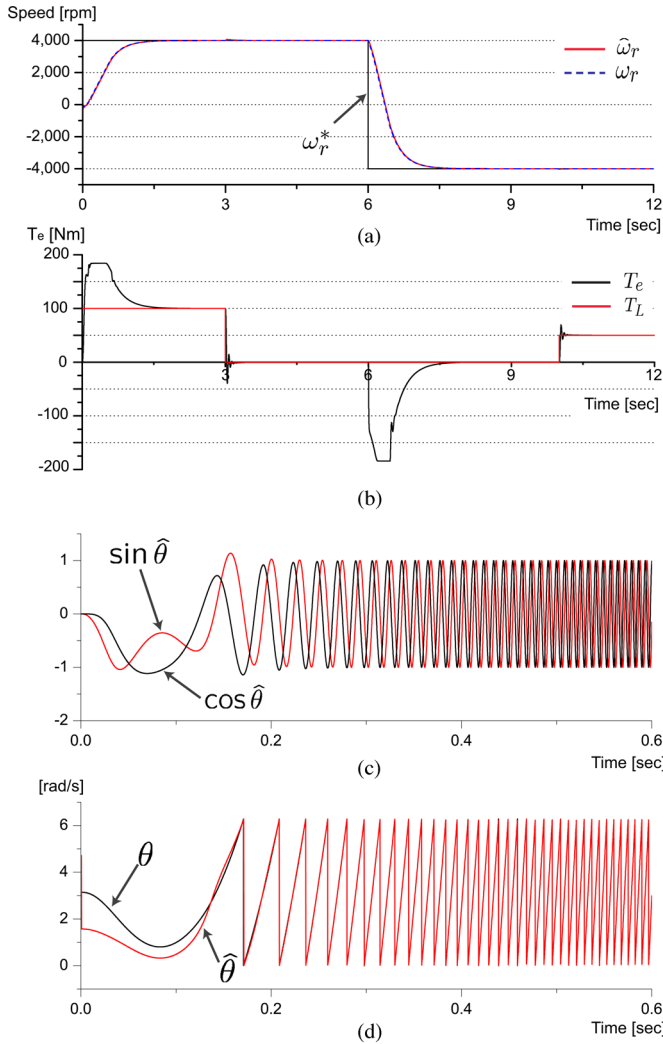 Speed [rpm]
4,000
2,000
0
-2,000
-4,000
ω̂r
ωr
ωr*
0
3
6
9
12
Time [sec]
(a)
Te [Nm]
200
100
0
-100
-200
Te
TL
3
6
9
12
Time [sec]
(b)
1
0
-1
-2
sin θ̂
cos θ̂
0.0
0.2
0.4
0.6
Time [sec]
(c)
[rad/s]
6
4
2
0
θ
θ̂
0.0
0.2
0.4
0.6
Time [sec]
(d)